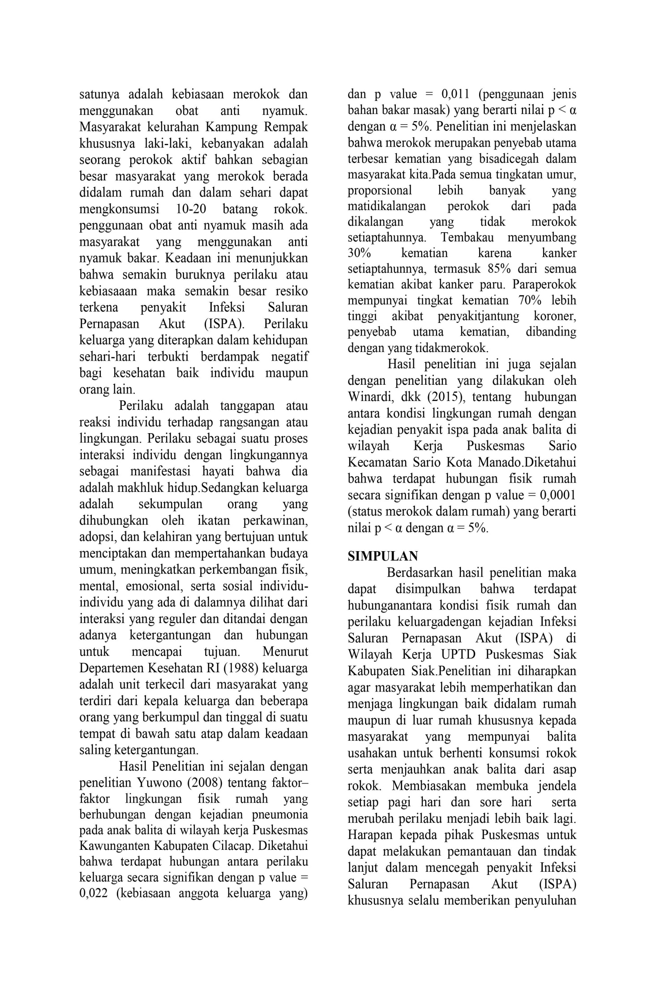 satunya adalah kebiasaan merokok dan
menggunakan obat anti nyamuk.
Masyarakat kelurahan Kampung Rempak
khususnya laki-laki, kebanyakan adalah
seorang perokok aktif bahkan sebagian
besar masyarakat yang merokok berada
didalam rumah dan dalam sehari dapat
mengkonsumsi 10-20 batang rokok.
penggunaan obat anti nyamuk masih ada
masyarakat yang menggunakan anti
nyamuk bakar. Keadaan ini menunjukkan
bahwa semakin buruknya perilaku atau
kebiasaaan maka semakin besar resiko
terkena penyakit Infeksi Saluran
Pernapasan Akut (ISPA). Perilaku
keluarga yang diterapkan dalam kehidupan
sehari-hari terbukti berdampak negatif
bagi kesehatan baik individu maupun
orang lain.
Perilaku adalah tanggapan atau
reaksi individu terhadap rangsangan atau
lingkungan. Perilaku sebagai suatu proses
interaksi individu dengan lingkungannya
sebagai manifestasi hayati bahwa dia
adalah makhluk hidup.Sedangkan keluarga
adalah sekumpulan orang yang
dihubungkan oleh ikatan perkawinan,
adopsi, dan kelahiran yang bertujuan untuk
menciptakan dan mempertahankan budaya
umum, meningkatkan perkembangan fisik,
mental, emosional, serta sosial individu-
individu yang ada di dalamnya dilihat dari
interaksi yang reguler dan ditandai dengan
adanya ketergantungan dan hubungan
untuk mencapai tujuan. Menurut
Departemen Kesehatan RI (1988) keluarga
adalah unit terkecil dari masyarakat yang
terdiri dari kepala keluarga dan beberapa
orang yang berkumpul dan tinggal di suatu
tempat di bawah satu atap dalam keadaan
saling ketergantungan.
Hasil Penelitian ini sejalan dengan
penelitian Yuwono (2008) tentang faktor–
faktor lingkungan fisik rumah yang
berhubungan dengan kejadian pneumonia
pada anak balita di wilayah kerja Puskesmas
Kawunganten Kabupaten Cilacap. Diketahui
bahwa terdapat hubungan antara perilaku
keluarga secara signifikan dengan p value =
0,022 (kebiasaan anggota keluarga yang)
dan p value = 0,011 (penggunaan jenis
bahan bakar masak) yang berarti nilai p < α
dengan α = 5%. Penelitian ini menjelaskan
bahwa merokok merupakan penyebab utama
terbesar kematian yang bisadicegah dalam
masyarakat kita.Pada semua tingkatan umur,
proporsional lebih banyak yang
matidikalangan perokok dari pada
dikalangan yang tidak merokok
setiaptahunnya. Tembakau menyumbang
30% kematian karena kanker
setiaptahunnya, termasuk 85% dari semua
kematian akibat kanker paru. Paraperokok
mempunyai tingkat kematian 70% lebih
tinggi akibat penyakitjantung koroner,
penyebab utama kematian, dibanding
dengan yang tidakmerokok.
Hasil penelitian ini juga sejalan
dengan penelitian yang dilakukan oleh
Winardi, dkk (2015), tentang hubungan
antara kondisi lingkungan rumah dengan
kejadian penyakit ispa pada anak balita di
wilayah Kerja Puskesmas Sario
Kecamatan Sario Kota Manado.Diketahui
bahwa terdapat hubungan fisik rumah
secara signifikan dengan p value = 0,0001
(status merokok dalam rumah) yang berarti
nilai p < α dengan α = 5%.
SIMPULAN
Berdasarkan hasil penelitian maka
dapat disimpulkan bahwa terdapat
hubunganantara kondisi fisik rumah dan
perilaku keluargadengan kejadian Infeksi
Saluran Pernapasan Akut (ISPA) di
Wilayah Kerja UPTD Puskesmas Siak
Kabupaten Siak.Penelitian ini diharapkan
agar masyarakat lebih memperhatikan dan
menjaga lingkungan baik didalam rumah
maupun di luar rumah khususnya kepada
masyarakat yang mempunyai balita
usahakan untuk berhenti konsumsi rokok
serta menjauhkan anak balita dari asap
rokok. Membiasakan membuka jendela
setiap pagi hari dan sore hari serta
merubah perilaku menjadi lebih baik lagi.
Harapan kepada pihak Puskesmas untuk
dapat melakukan pemantauan dan tindak
lanjut dalam mencegah penyakit Infeksi
Saluran Pernapasan Akut (ISPA)
khususnya selalu memberikan penyuluhan